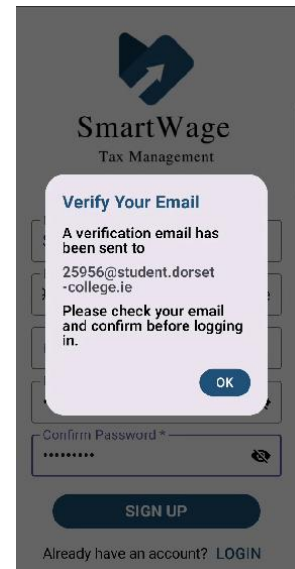 SmartWage
Tax Management
Verify Your Email
A verification email has
been sent to
25956@student.dorset
-college.ie
Please check your email
and confirm before logging
in.
OK
Confirm Password *
•••••••••
SIGN UP
Already have an account? LOGIN